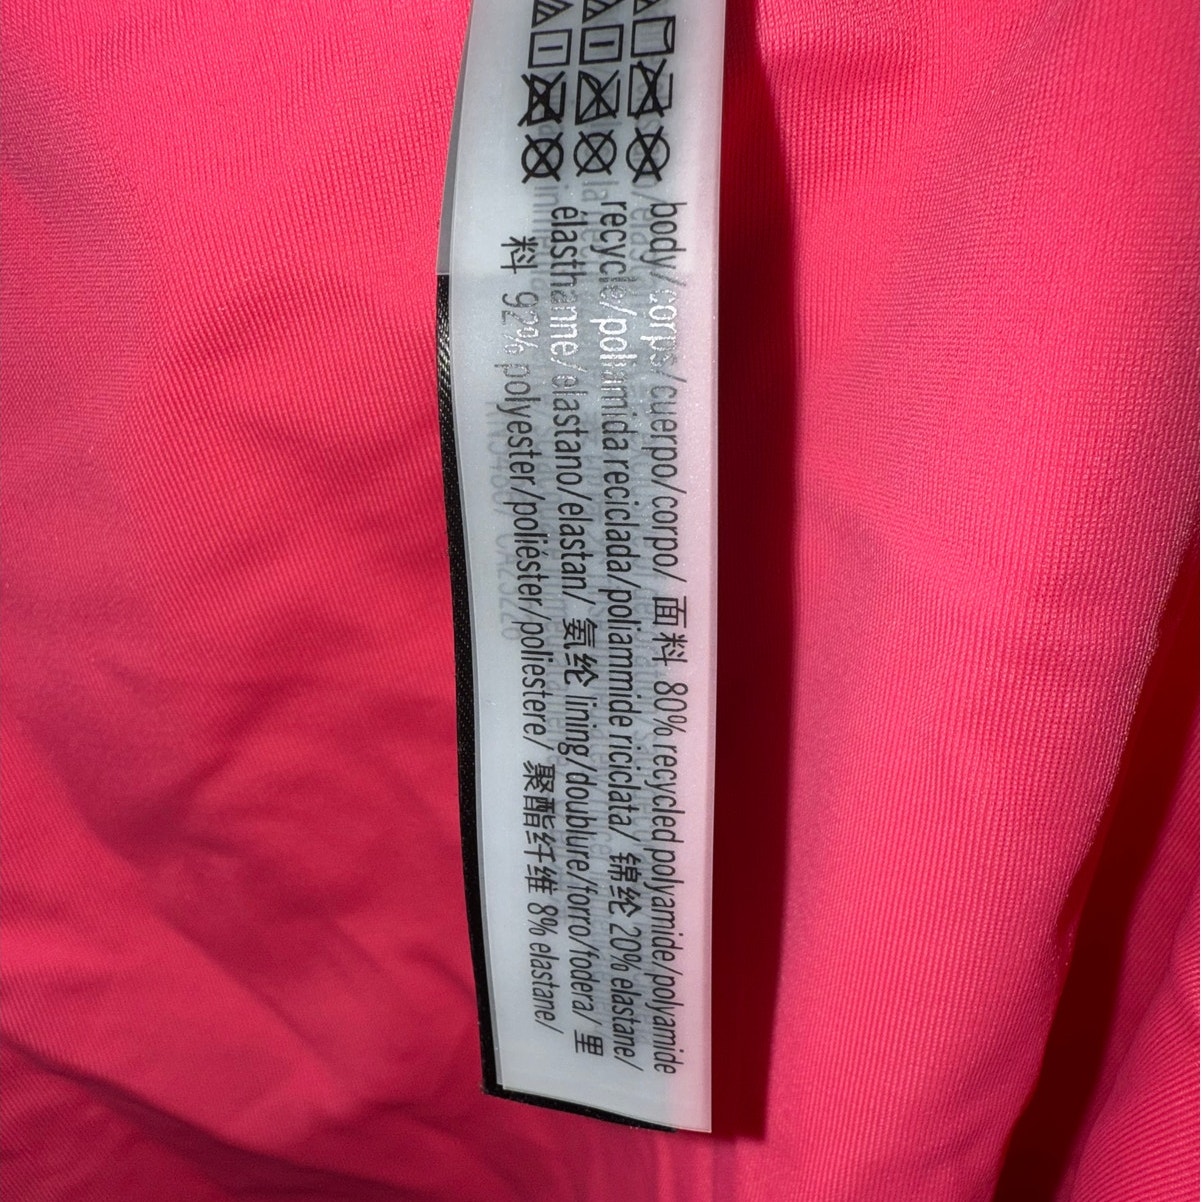 body/corps/cuerpo/corpo/ 面料 80% recycled polyamide/polyamide
recycle/poliamida reciclada/poliammide riciclata/ 锦纶 20% elastane/
élasthanne/elastano/elastan/ 氨纶 lining/doublure/forro/fodera/ 里
料 92% polyester/poliéster/poliestere/ 聚酯纤维 8% elastane/